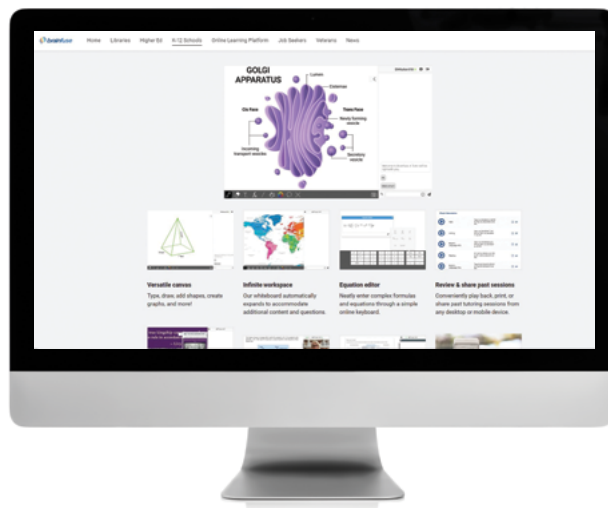 brainfuse
Home Libraries Higher Ed K-12 Schools Online Learning Platform Job Seekers Veterans News
GOLGI
APPARATUS
Lumen
Cisternae
Cis Face
Trans Face
Newly forming
vesicle
Incoming
transport vesicles
Secretory
vesicle
Versatile canvas
Type, draw, add shapes, create
graphs, and more!
Infinite workspace
Our whiteboard automatically
expands to accommodate
additional content and questions.
Equation editor
Neatly enter complex formulas
and equations through a simple
online keyboard.
Review & share past sessions
Conveniently play back, print, or
share past tutoring sessions from
any desktop or mobile device.